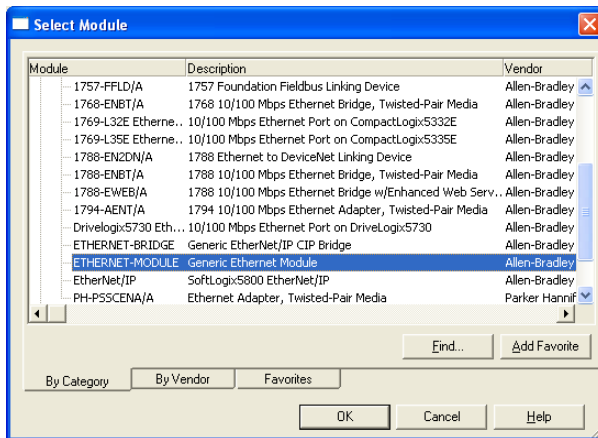 Select Module
Module Description Vendor
1757-FFLD/A 1757 Foundation Fieldbus Linking Device Allen-Bradley
1768-ENBT/A 1768 10/100 Mbps Ethernet Bridge, Twisted-Pair Media Allen-Bradley
1769-L32E Etherne... 10/100 Mbps Ethernet Port on CompactLogix5332E Allen-Bradley
1769-L35E Etherne... 10/100 Mbps Ethernet Port on CompactLogix5335E Allen-Bradley
1788-EN2DN/A 1788 Ethernet to DeviceNet Linking Device Allen-Bradley
1788-ENBT/A 1788 10/100 Mbps Ethernet Bridge, Twisted-Pair Media Allen-Bradley
1788-EWEB/A 1788 10/100 Mbps Ethernet Bridge w/Enhanced Web Serv... Allen-Bradley
1794-AENT/A 1794 10/100 Mbps Ethernet Adapter, Twisted-Pair Media Allen-Bradley
Drivelogix5730 Eth... 10/100 Mbps Ethernet Port on DriveLogix5730 Allen-Bradley
ETHERNET-BRIDGE Generic EtherNet/IP CIP Bridge Allen-Bradley
ETHERNET-MODULE Generic Ethernet Module Allen-Bradley
EtherNet/IP SoftLogix5800 EtherNet/IP Allen-Bradley
PH-PSSCENA/A Ethernet Adapter, Twisted-Pair Media Parker Hannif
Find... Add Favorite
By Category By Vendor Favorites
OK Cancel Help